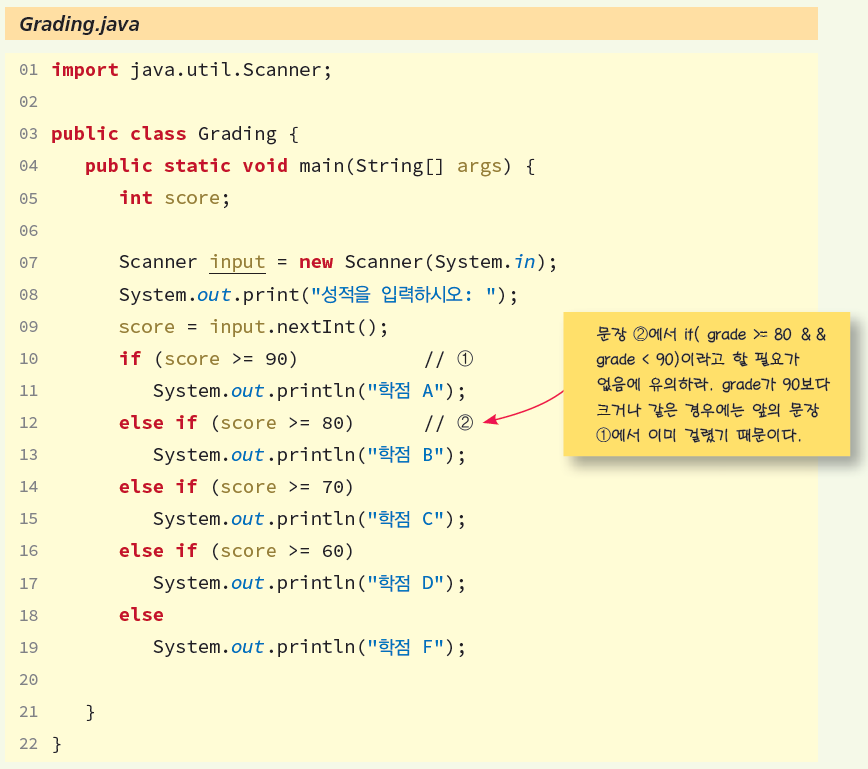 Grading.java
01 import java.util.Scanner;
02
03 public class Grading {
04    public static void main(String[] args) {
05       int score;
06
07       Scanner input = new Scanner(System.in);
08       System.out.print("성적을 입력하시오: ");
09       score = input.nextInt();
10       if (score >= 90)           // ①
11          System.out.println("학점 A");
12       else if (score >= 80)      // ②
13          System.out.println("학점 B");
14       else if (score >= 70)
15          System.out.println("학점 C");
16       else if (score >= 60)
17          System.out.println("학점 D");
18       else
19          System.out.println("학점 F");
20
21    }
22 }
문장 ②에서 if( grade >= 80 & &
grade < 90)이라고 할 필요가
없음에 유의하라. grade가 90보다
크거나 같은 경우에는 앞의 문장
①에서 이미 걸렸기 때문이다.